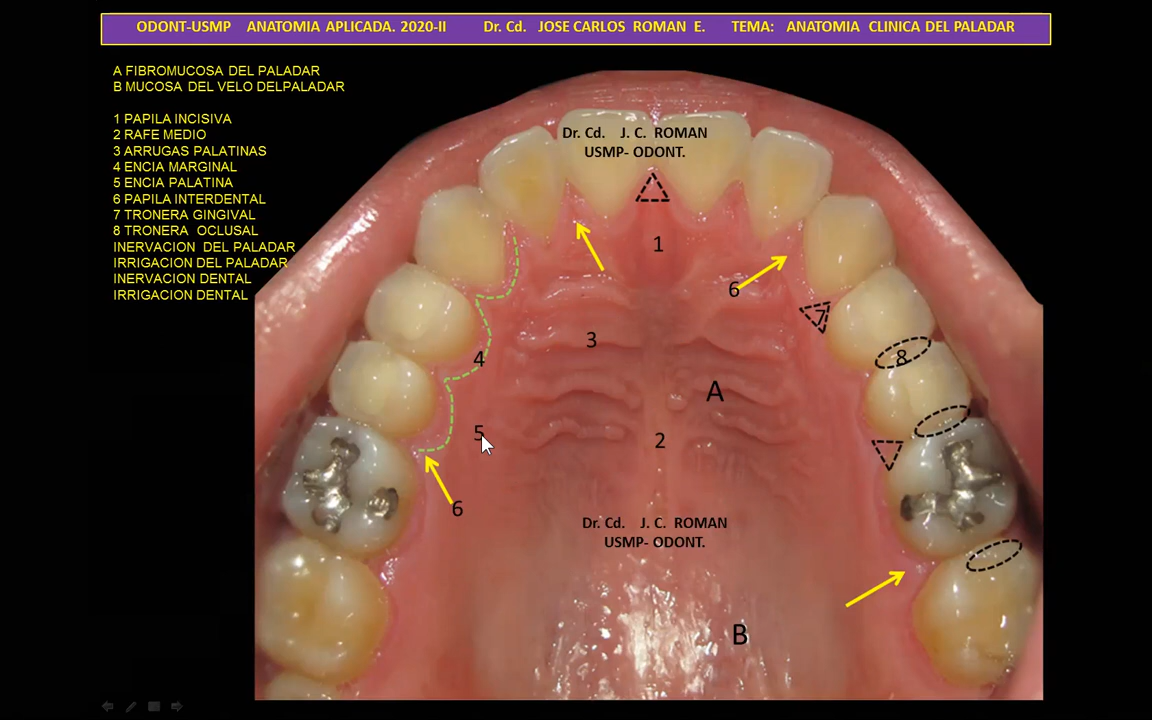 ODONT-USMP ANATOMIA APLICADA. 2020-II Dr. Cd. JOSE CARLOS ROMAN E. TEMA: ANATOMIA CLINICA DEL PALADAR
A FIBROMUCOSA DEL PALADAR
B MUCOSA DEL VELO DELPALADAR
1 PAPILA INCISIVA
2 RAFE MEDIO
3 ARRUGAS PALATINAS
4 ENCIA MARGINAL
5 ENCIA PALATINA
6 PAPILA INTERDENTAL
7 TRONERA GINGIVAL
8 TRONERA OCLUSAL
INERVACION DEL PALADAR
IRRIGACION DEL PALADAR
INERVACION DENTAL
IRRIGACION DENTAL
Dr. Cd. J. C. ROMAN
USMP- ODONT.
1
6
7
3
4
8
A
5
2
6
Dr. Cd. J. C. ROMAN
USMP- ODONT.
B